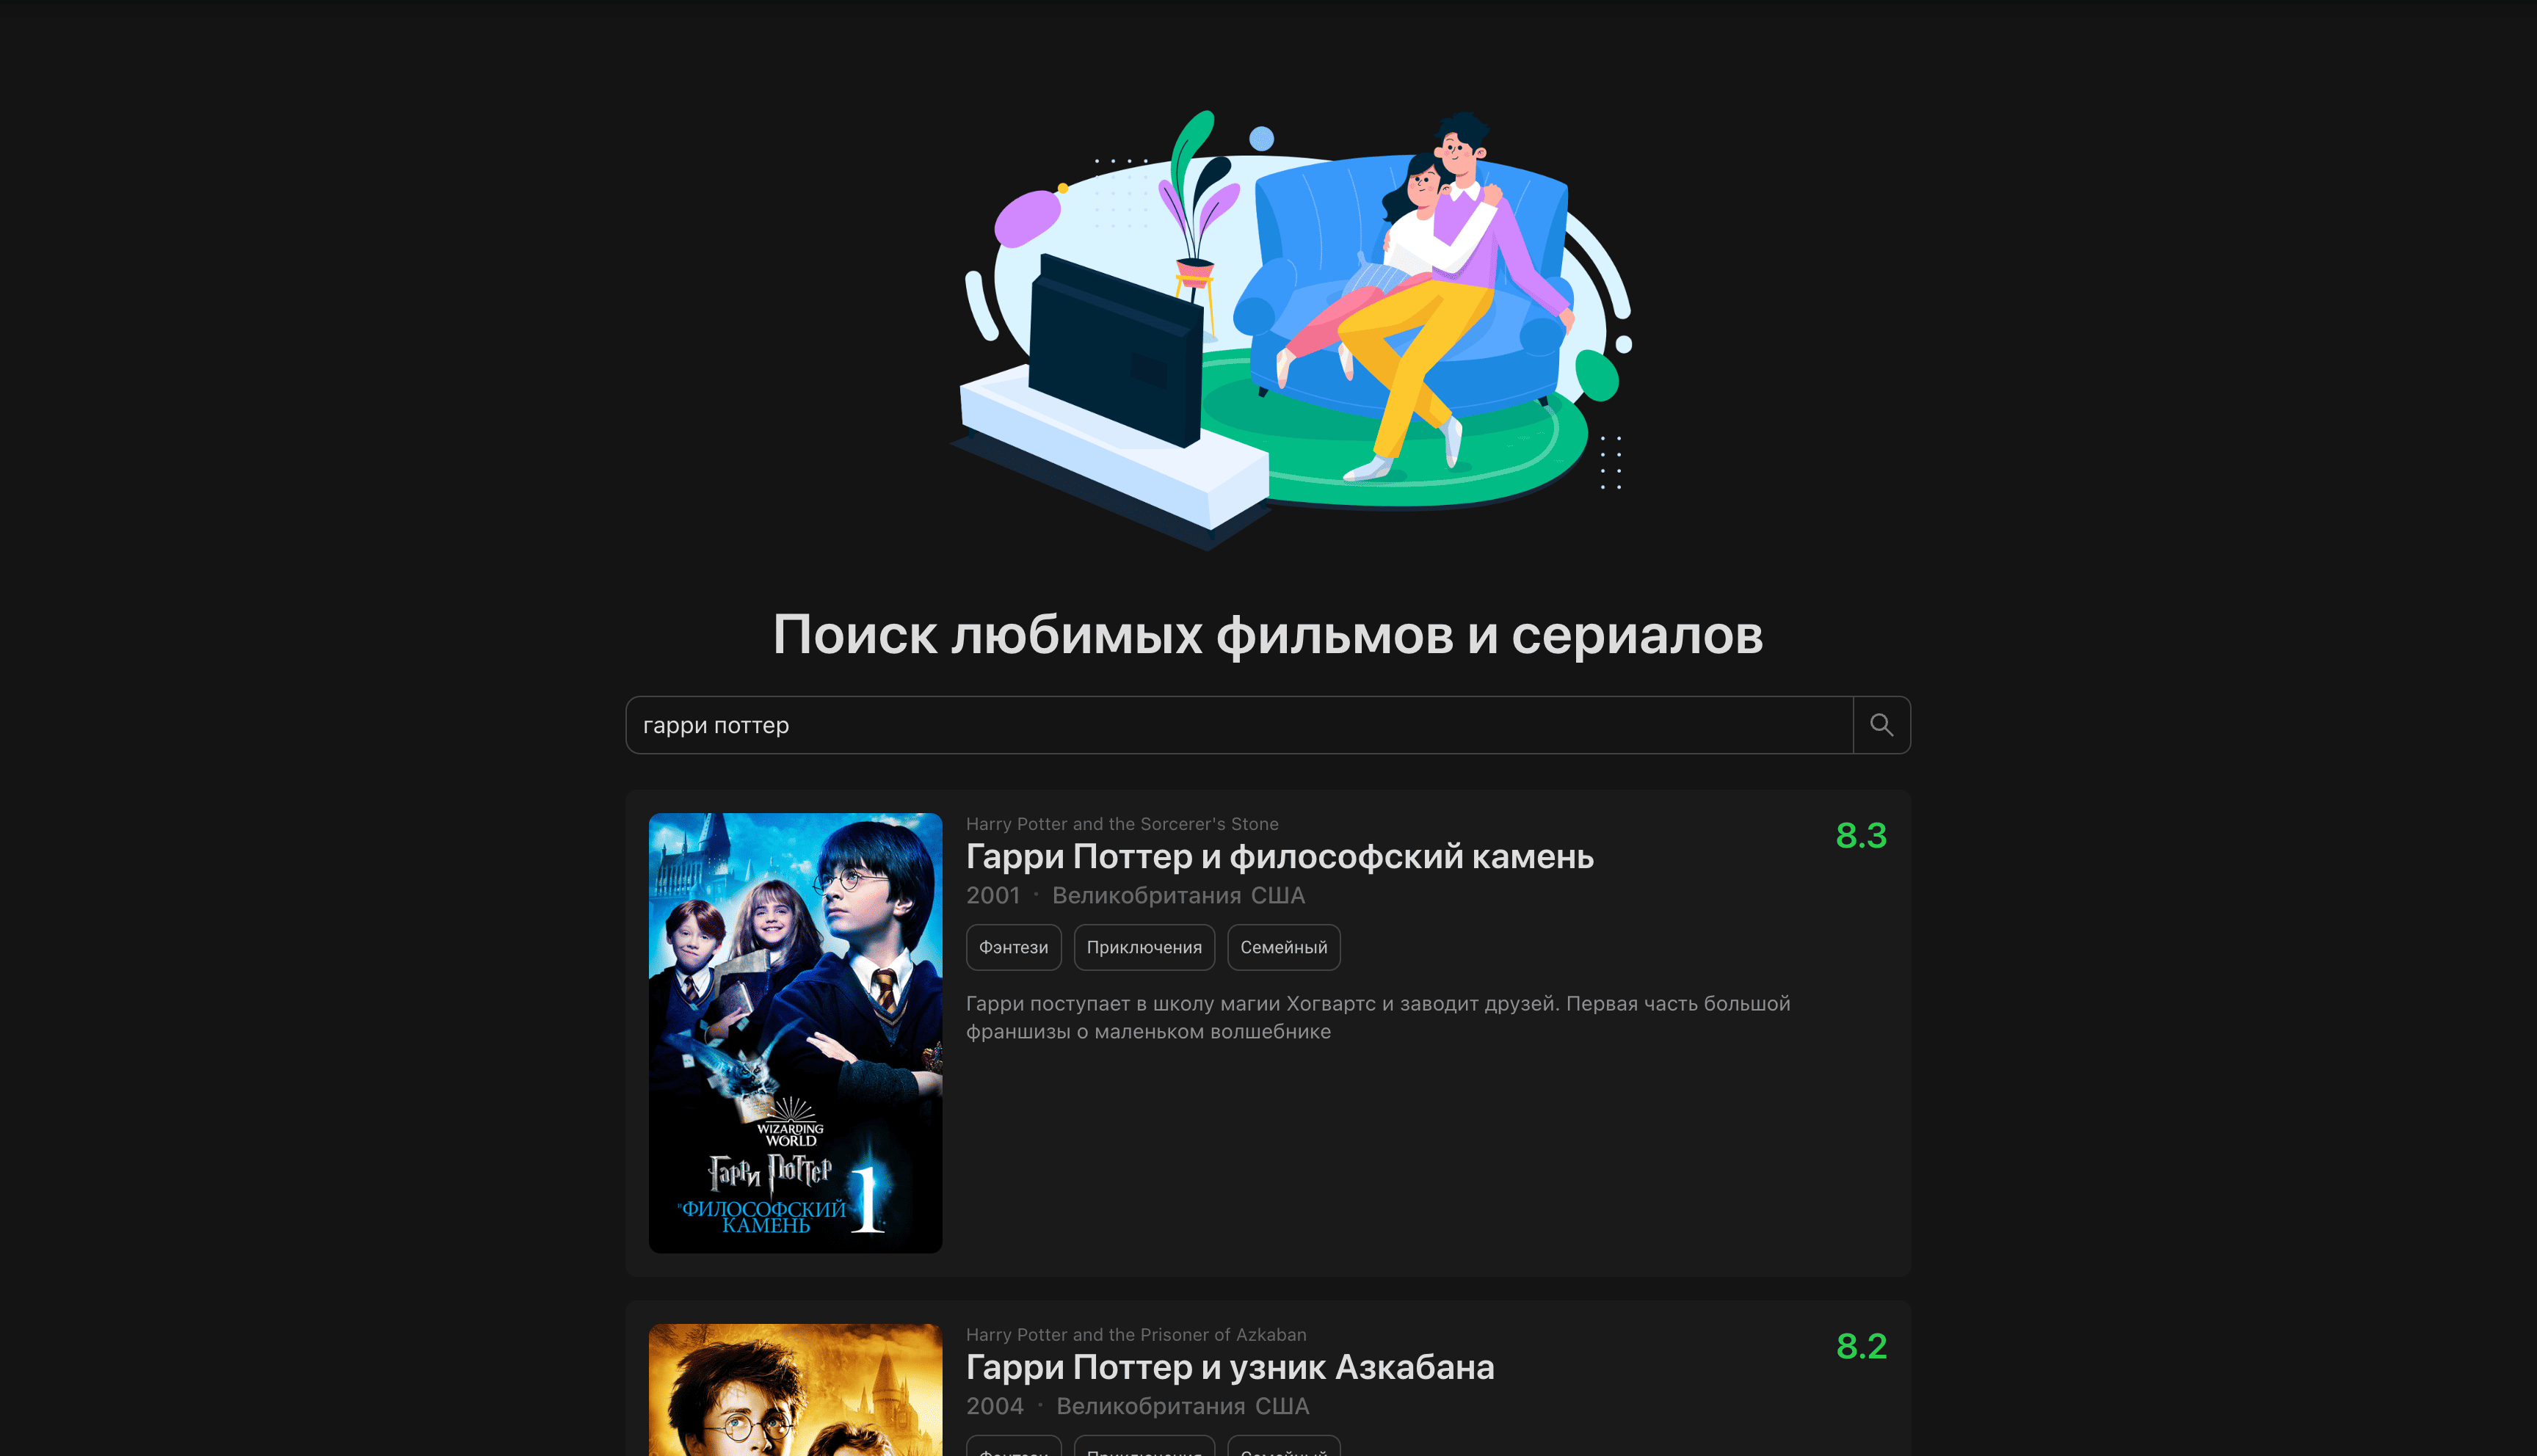 Поиск любимых фильмов и сериалов
гарри поттер
Harry Potter and the Sorcerer's Stone
8.3
Гарри Поттер и философский камень
2001 · Великобритания США
Фэнтези Приключения Семейный
Гарри поступает в школу магии Хогвартс и заводит друзей. Первая часть большой
франшизы о маленьком волшебнике
WIZARDING
WORLD
Гарри Поттер
и ФИЛОСОФСКИЙ
КАМЕНЬ
1
Harry Potter and the Prisoner of Azkaban
8.2
Гарри Поттер и узник Азкабана
2004 · Великобритания США
Фэнтези Приключения Семейный